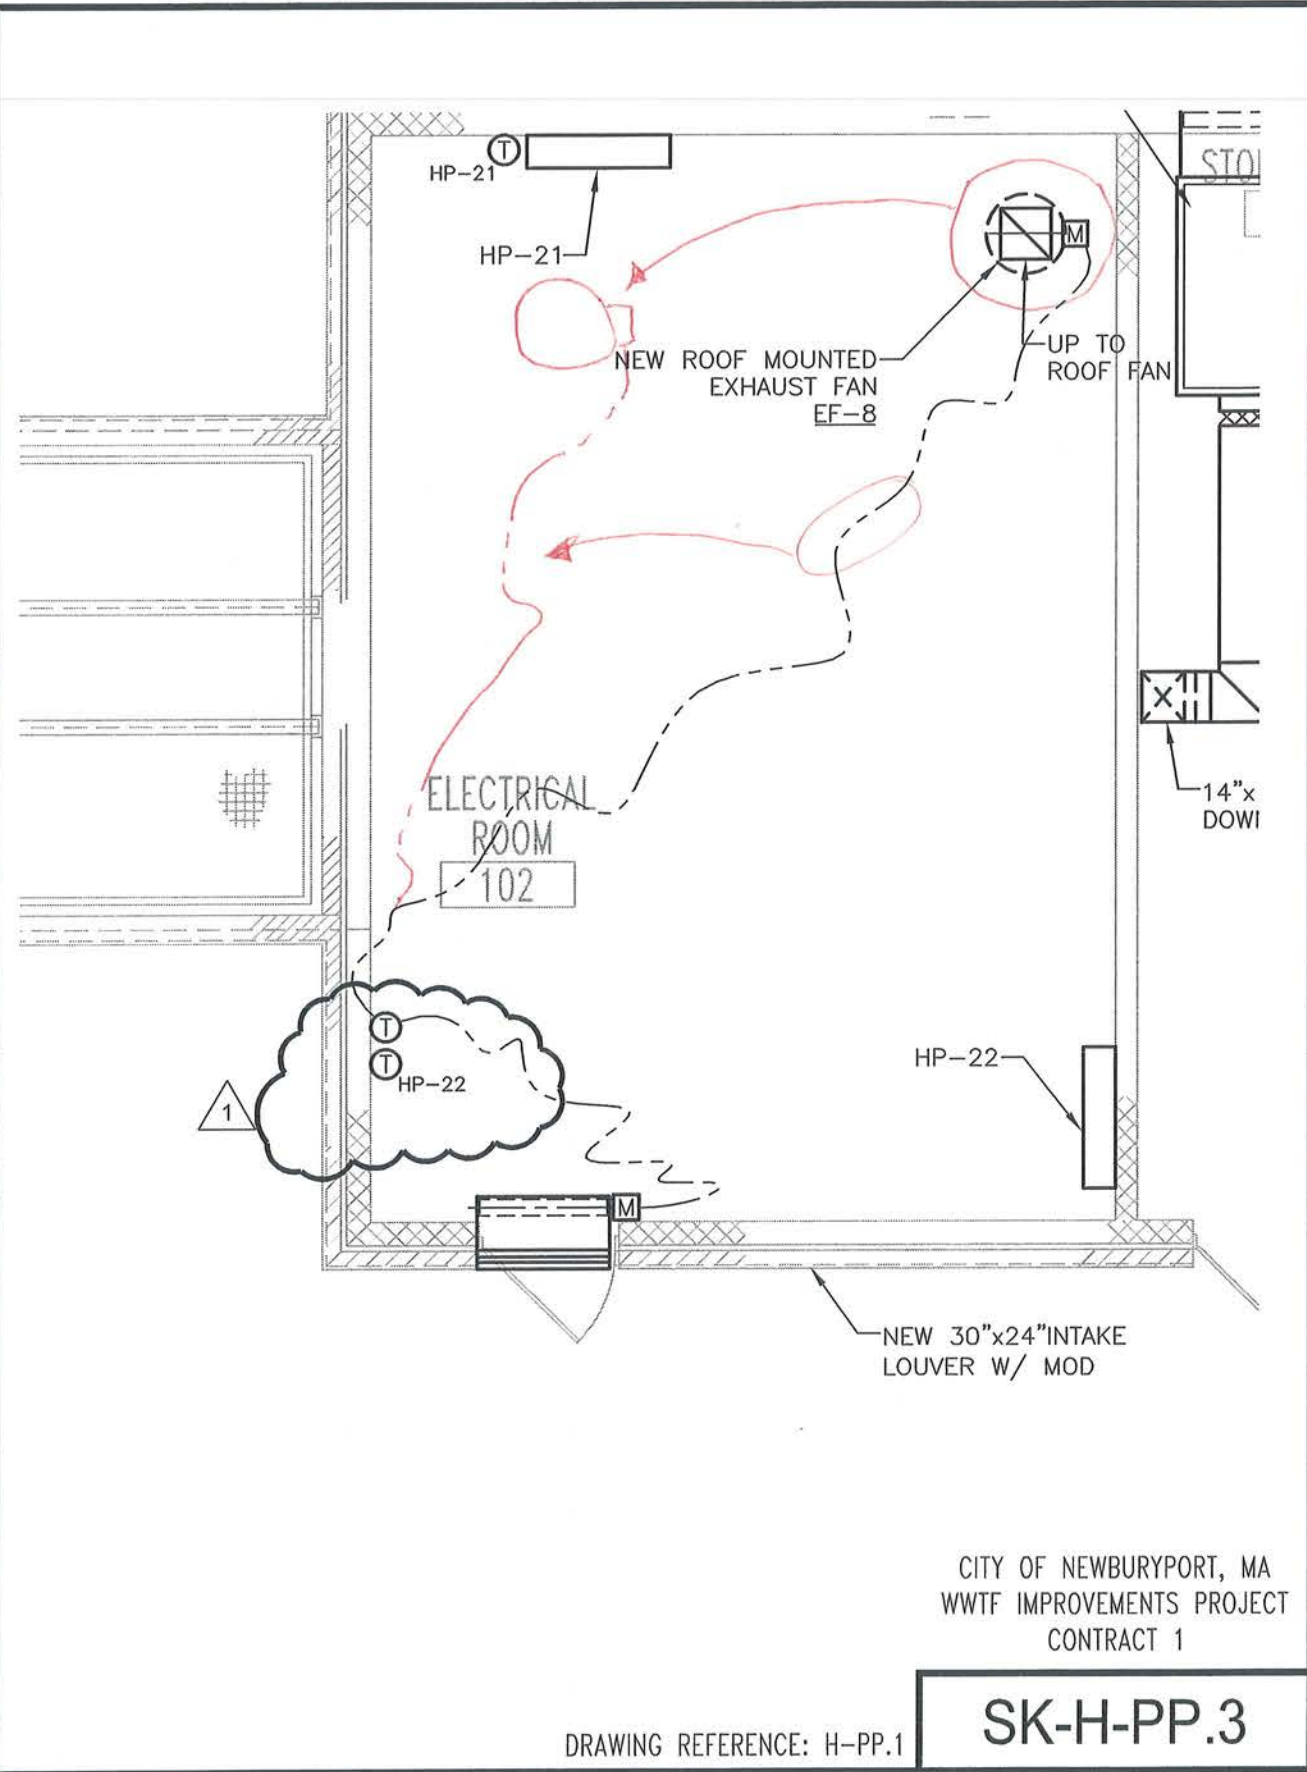 STO
T
HP-21
HP-21
M
NEW ROOF MOUNTED
EXHAUST FAN
EF-8
UP TO
ROOF FAN
X
14"x
DOWI
ELECTRICAL
ROOM
102
T
T
HP-22
1
HP-22
M
NEW 30"x24"INTAKE
LOUVER W/ MOD
CITY OF NEWBURYPORT, MA
WWTF IMPROVEMENTS PROJECT
CONTRACT 1
SK-H-PP.3
DRAWING REFERENCE: H-PP.1